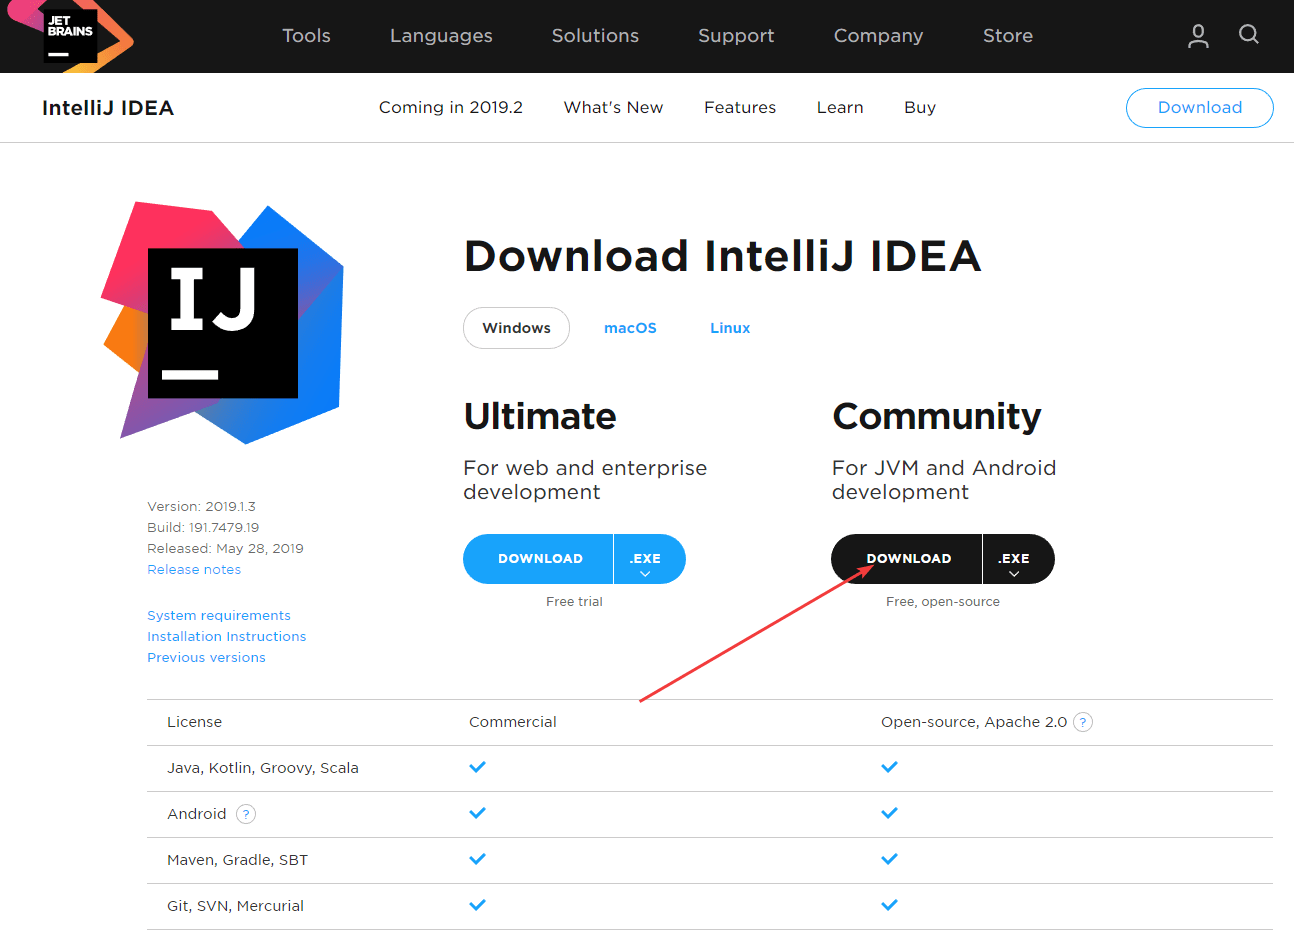 JET
BRAINS
Tools Languages Solutions Support Company Store
IntelliJ IDEA Coming in 2019.2 What's New Features Learn Buy Download
IJ
Download IntelliJ IDEA
Windows macOS Linux
Ultimate
For web and enterprise
development
DOWNLOAD .EXE
Free trial
Community
For JVM and Android
development
DOWNLOAD .EXE
Free, open-source
Version: 2019.1.3
Build: 191.7479.19
Released: May 28, 2019
Release notes
System requirements
Installation Instructions
Previous versions
License Commercial Open-source, Apache 2.0 ?
Java, Kotlin, Groovy, Scala
Android ?
Maven, Gradle, SBT
Git, SVN, Mercurial